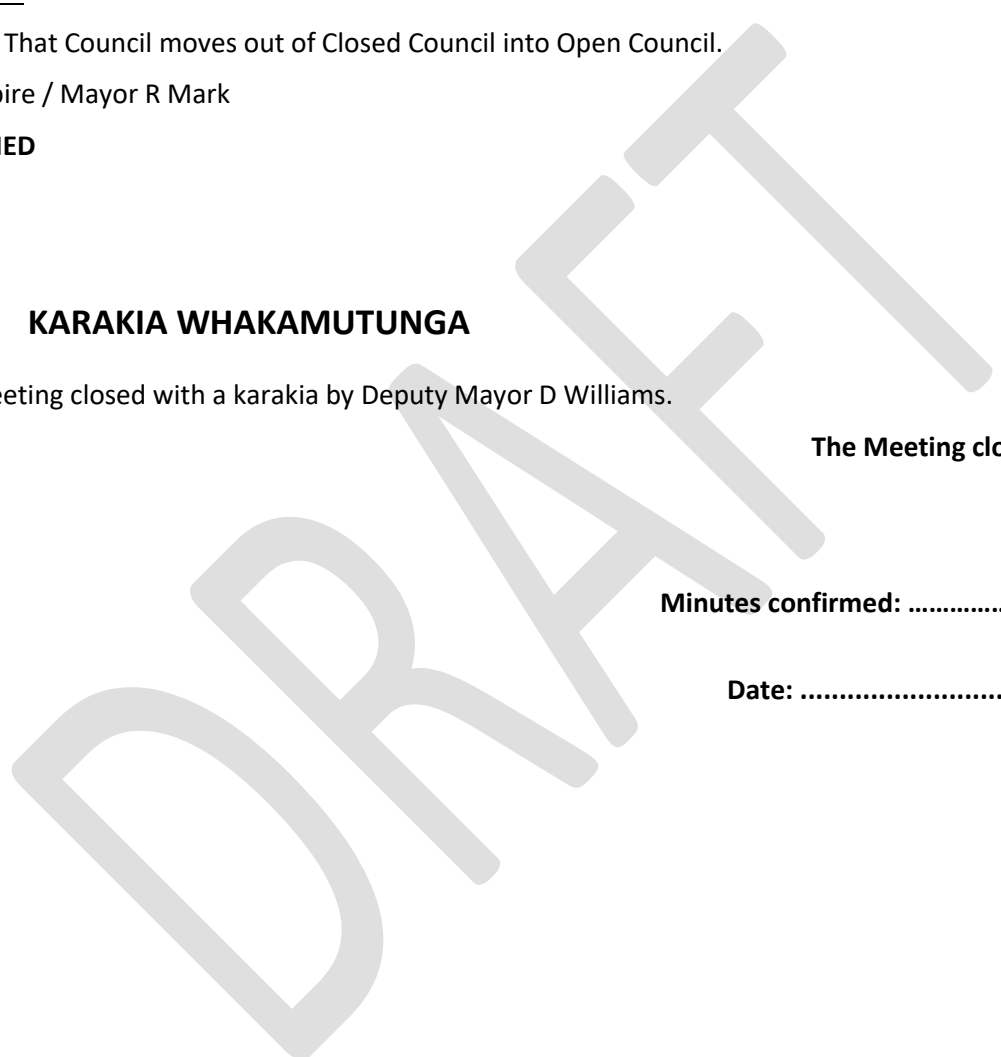 That Council moves out of Closed Council into Open Council.
/ Mayor R Mark
KARAKIA WHAKAMUTUNGA
closed with a karakia by Deputy Mayor D Williams.
The Meeting
Minutes confirmed: ……………
Date: ..........................
DRAFT